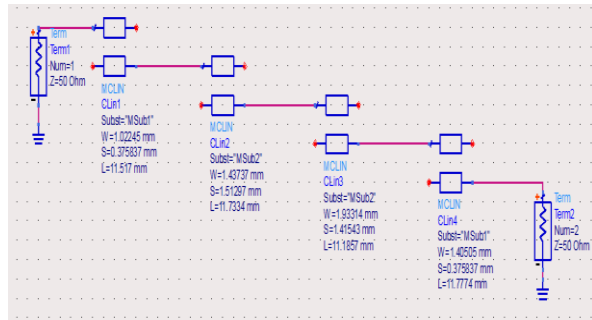 Term
Term1
Num=1
Z=50 Ohm
MCLIN
CLin1
Subst="MSub1"
W=1.02245 mm
S=0.375837 mm
L=11.517 mm
MCLIN
CLin2
Subst="MSub2"
W=1.43737 mm
S=1.51297 mm
L=11.7334 mm
MCLIN
CLin3
Subst="MSub2"
W=1.93314 mm
S=1.41543 mm
L=11.1857 mm
MCLIN
CLin4
Subst="MSub1"
W=1.40505 mm
S=0.375837 mm
L=11.7774 mm
Term
Term2
Num=2
Z=50 Ohm